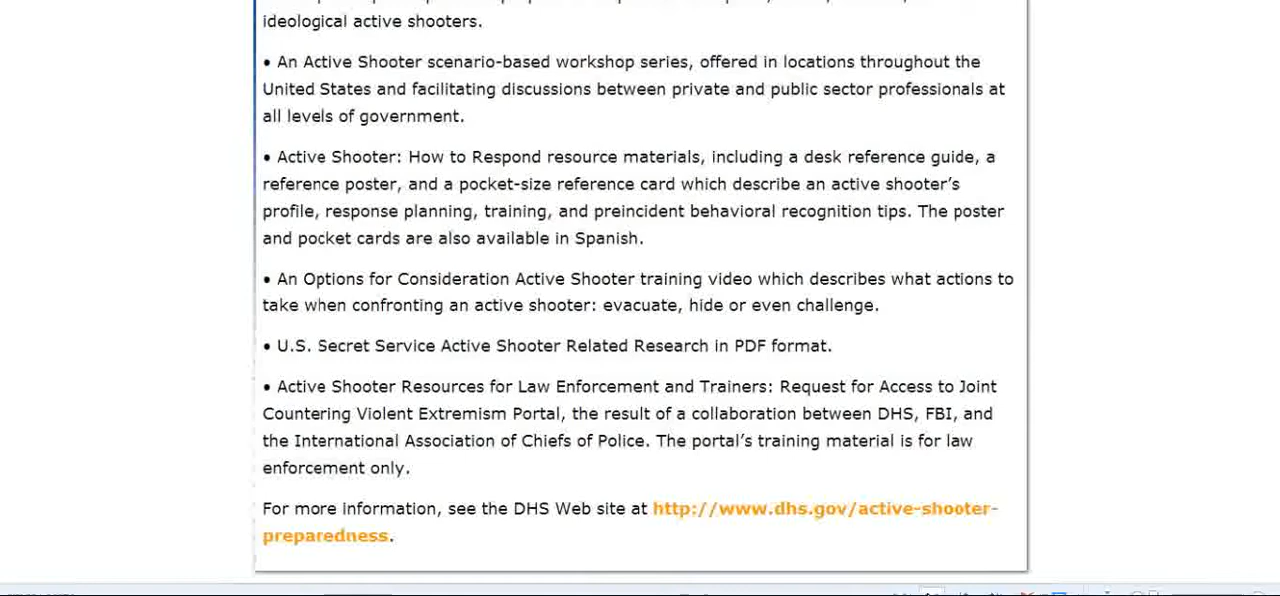 ideological active shooters.
• An Active Shooter scenario-based workshop series, offered in locations throughout the
United States and facilitating discussions between private and public sector professionals at
all levels of government.
• Active Shooter: How to Respond resource materials, including a desk reference guide, a
reference poster, and a pocket-size reference card which describe an active shooter’s
profile, response planning, training, and preincident behavioral recognition tips. The poster
and pocket cards are also available in Spanish.
• An Options for Consideration Active Shooter training video which describes what actions to
take when confronting an active shooter: evacuate, hide or even challenge.
• U.S. Secret Service Active Shooter Related Research in PDF format.
• Active Shooter Resources for Law Enforcement and Trainers: Request for Access to Joint
Countering Violent Extremism Portal, the result of a collaboration between DHS, FBI, and
the International Association of Chiefs of Police. The portal’s training material is for law
enforcement only.
For more information, see the DHS Web site at http://www.dhs.gov/active-shooter-
preparedness.